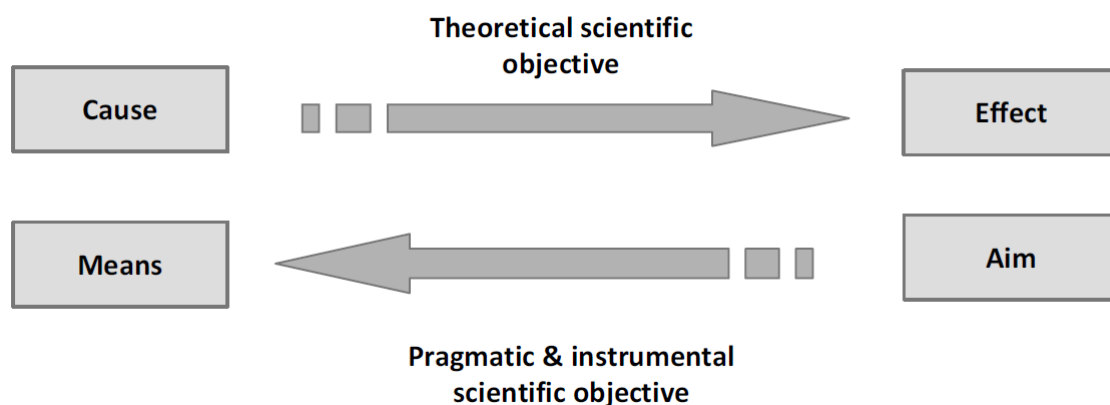 Theoretical scientific
objective
Cause
Effect
Means
Aim
Pragmatic & instrumental
scientific objective